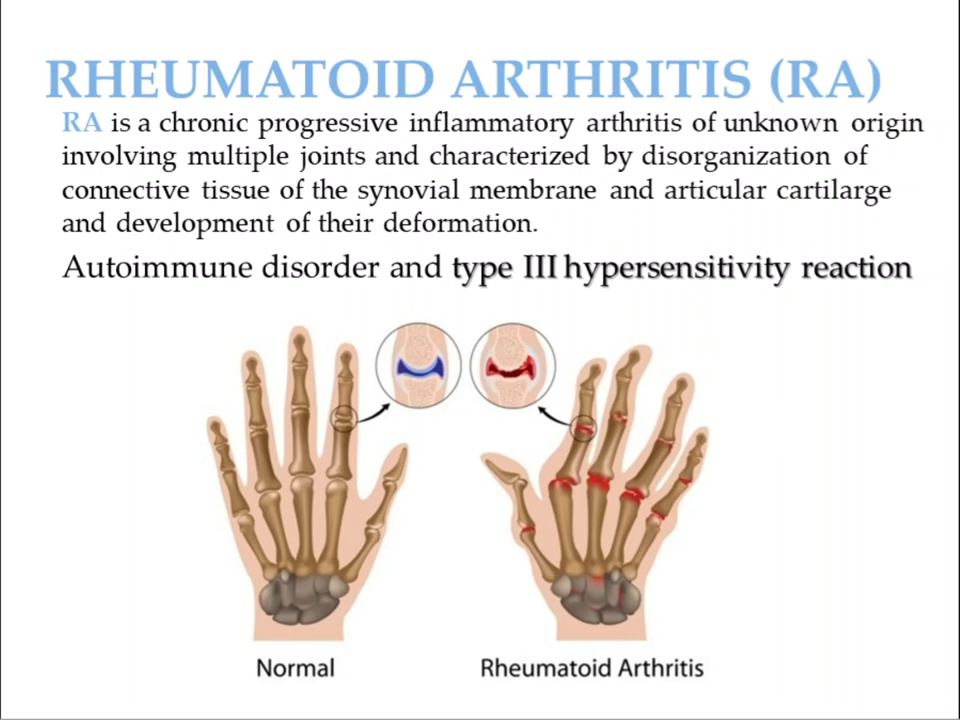 RHEUMATOID ARTHRITIS (RA)
RA is a chronic progressive inflammatory arthritis of unknown origin
involving multiple joints and characterized by disorganization of
connective tissue of the synovial membrane and articular cartilarge
and development of their deformation.
Autoimmune disorder and type III hypersensitivity reaction
Normal
Rheumatoid Arthritis